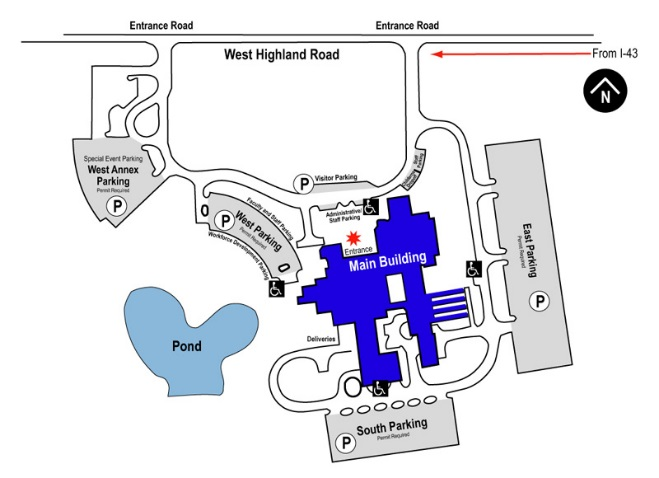 Entrance Road
Entrance Road
West Highland Road
From I-43
N
Special Event Parking
West Annex
Parking
Permit Required
P
P
Visitor Parking
Staff
Parking
Administrative/
Staff Parking
Faculty and Staff Parking
P
West Parking
Permit Required
Workforce Development Parking
Entrance
Main Building
East Parking
Permit Required
P
Pond
Deliveries
South Parking
Permit Required
P